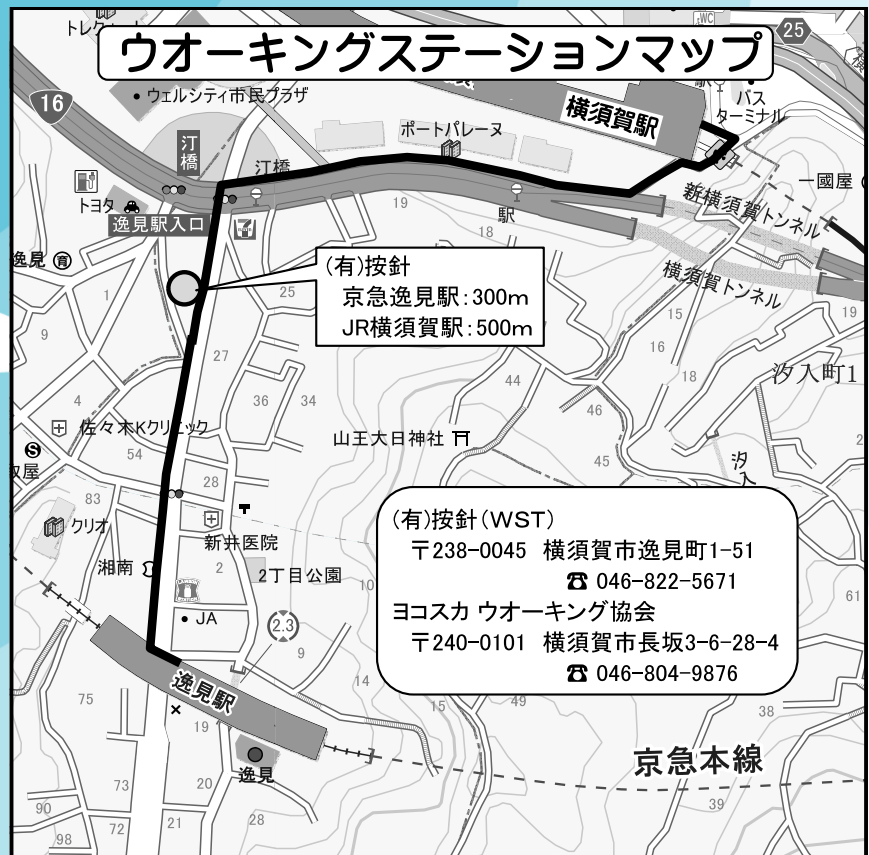 ウオーキングステーションマップ
25
WC
16
ウェルシティ市民プラザ
横須賀駅
バス
ターミナル
ポートパレーヌ
汀橋
汀橋
一國屋
トヨタ
逸見駅入口
19
駅
新横須賀トンネル
18
逸見
横須賀トンネル
(有)按針
京急逸見駅:300m
JR横須賀駅:500m
1
25
15
19
9
27
16
18
汐入町1
44
4
36
34
46
佐々木Kクリニック
山王大日神社
54
45
汐
入
28
83
クリオ
新井医院
湘南
2
2丁目公園
10
(有)按針(WST)
〒238-0045 横須賀市逸見町1-51
☎ 046-822-5671
ヨコスカ ウオーキング協会
〒240-0101 横須賀市長坂3-6-28-4
☎ 046-804-9876
61
JA
2.3
9
逸見駅
14
75
15
49
38
19
逸見
京急本線
73
20
39
90
98
72
21
28